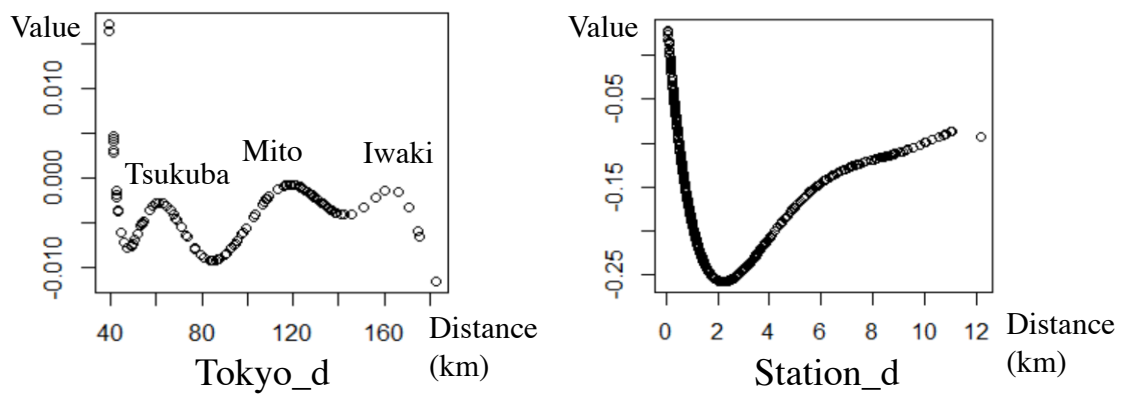 Value
0.010
0.000
-0.010
Tsukuba
Mito
Iwaki
40 80 120 160
Distance
(km)
Tokyo_d
Value
-0.05
-0.15
-0.25
0 2 4 6 8 10 12
Distance
(km)
Station_d